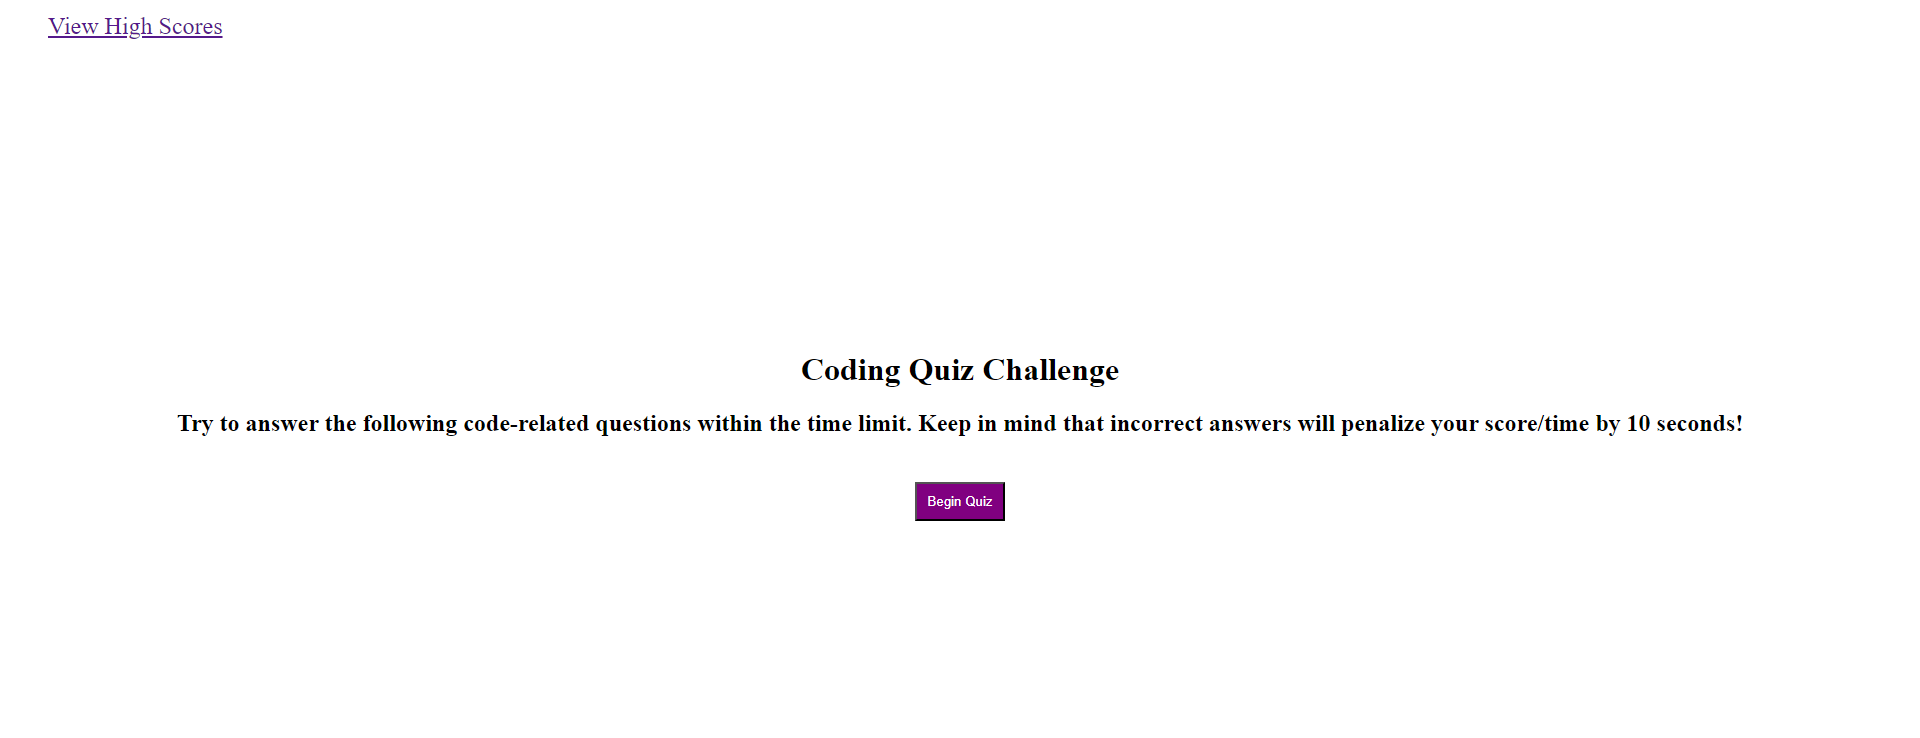 View High Scores
Coding Quiz Challenge
Try to answer the following code-related questions within the time limit. Keep in mind that incorrect answers will penalize your score/time by 10 seconds!
Begin Quiz